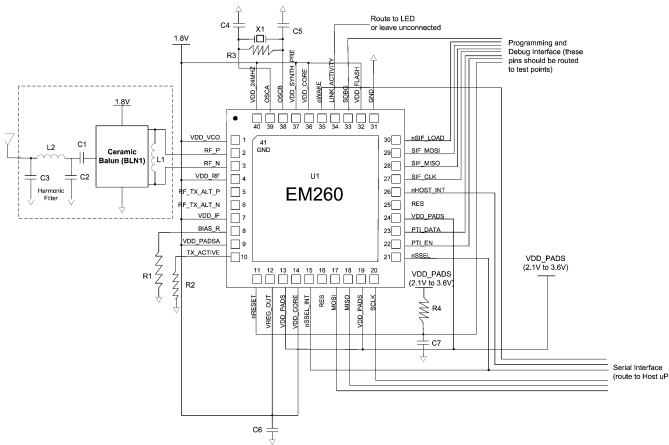 Route to LED
or leave unconnected
C4
X1
C5
R3
1.8V
Programming and
Debug Interface (these
pins should be routed
to test points)
VDD_24MHZ
OSCA
OSCB
VDD_SYNTH_PRE
VDD_CORE
nWAKE
LINK_ACTIVITY
SDBG
VDD_FLASH
GND
40 39 38 37 36 35 34 33 32 31
1.8V
Ceramic
Balun (BLN1)
L2
C1
L1
C3
C2
Harmonic
Filter
VDD_VCO 1
RF_P 2
RF_N 3
VDD_RF 4
RF_TX_ALT_P 5
RF_TX_ALT_N 6
VDD_IF 7
BIAS_R 8
VDD_PADSA 9
TX_ACTIVE 10
41
GND
U1
EM260
30 nSIF_LOAD
29 SIF_MOSI
28 SIF_MISO
27 SIF_CLK
26 nHOST_INT
25 RES
24 VDD_PADS
23 PTI_DATA
22 PTI_EN
21 nSSEL
R1
R2
11 12 13 14 15 16 17 18 19 20
nRESET
VREG_OUT
VDD_PADS
VDD_CORE
nSSEL_INT
RES
MOSI
MISO
VDD_PADS
SCLK
VDD_PADS
(2.1V to 3.6V)
R4
C7
VDD_PADS
(2.1V to 3.6V)
Serial Interface
(route to Host uP
C6